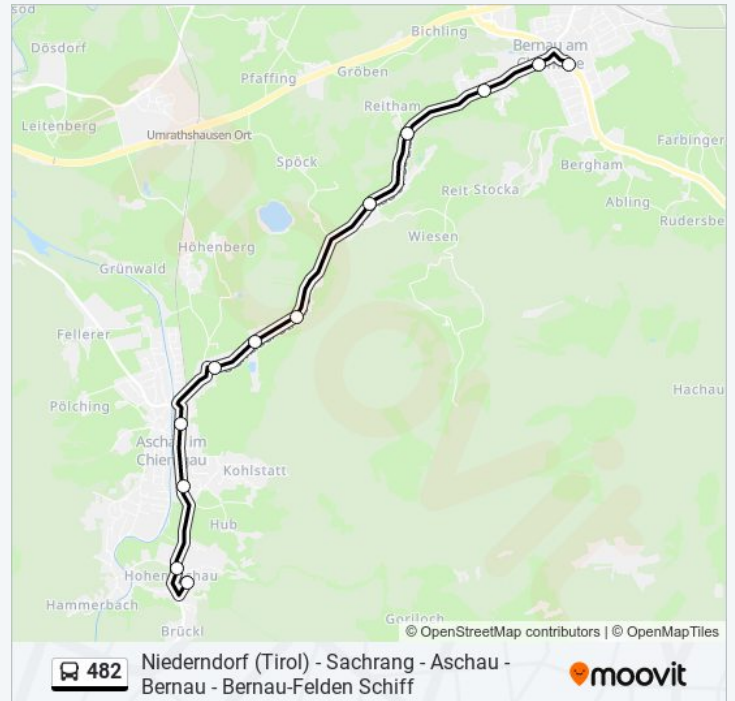 sod
Dösdorf
Bichling
Bernau am
Gröben
Pfaffing
Reitham
Leitenberg
Umrathshausen Ort
Farbinger
Spöck
Bergham
Reit-Stocka
Abling
Rudersbe
Wiesen
Höhenberg
Grünwald
Fellerer
Hachau
Pölching
Aschau im
Chiemgau
Kohlstatt
Hub
Hohenaschau
Hammerbach
Gorlloch
Brückl
© OpenStreetMap contributors | © OpenMapTiles
482
Niederndorf (Tirol) - Sachrang - Aschau -
Bernau - Bernau-Felden Schiff
moovit